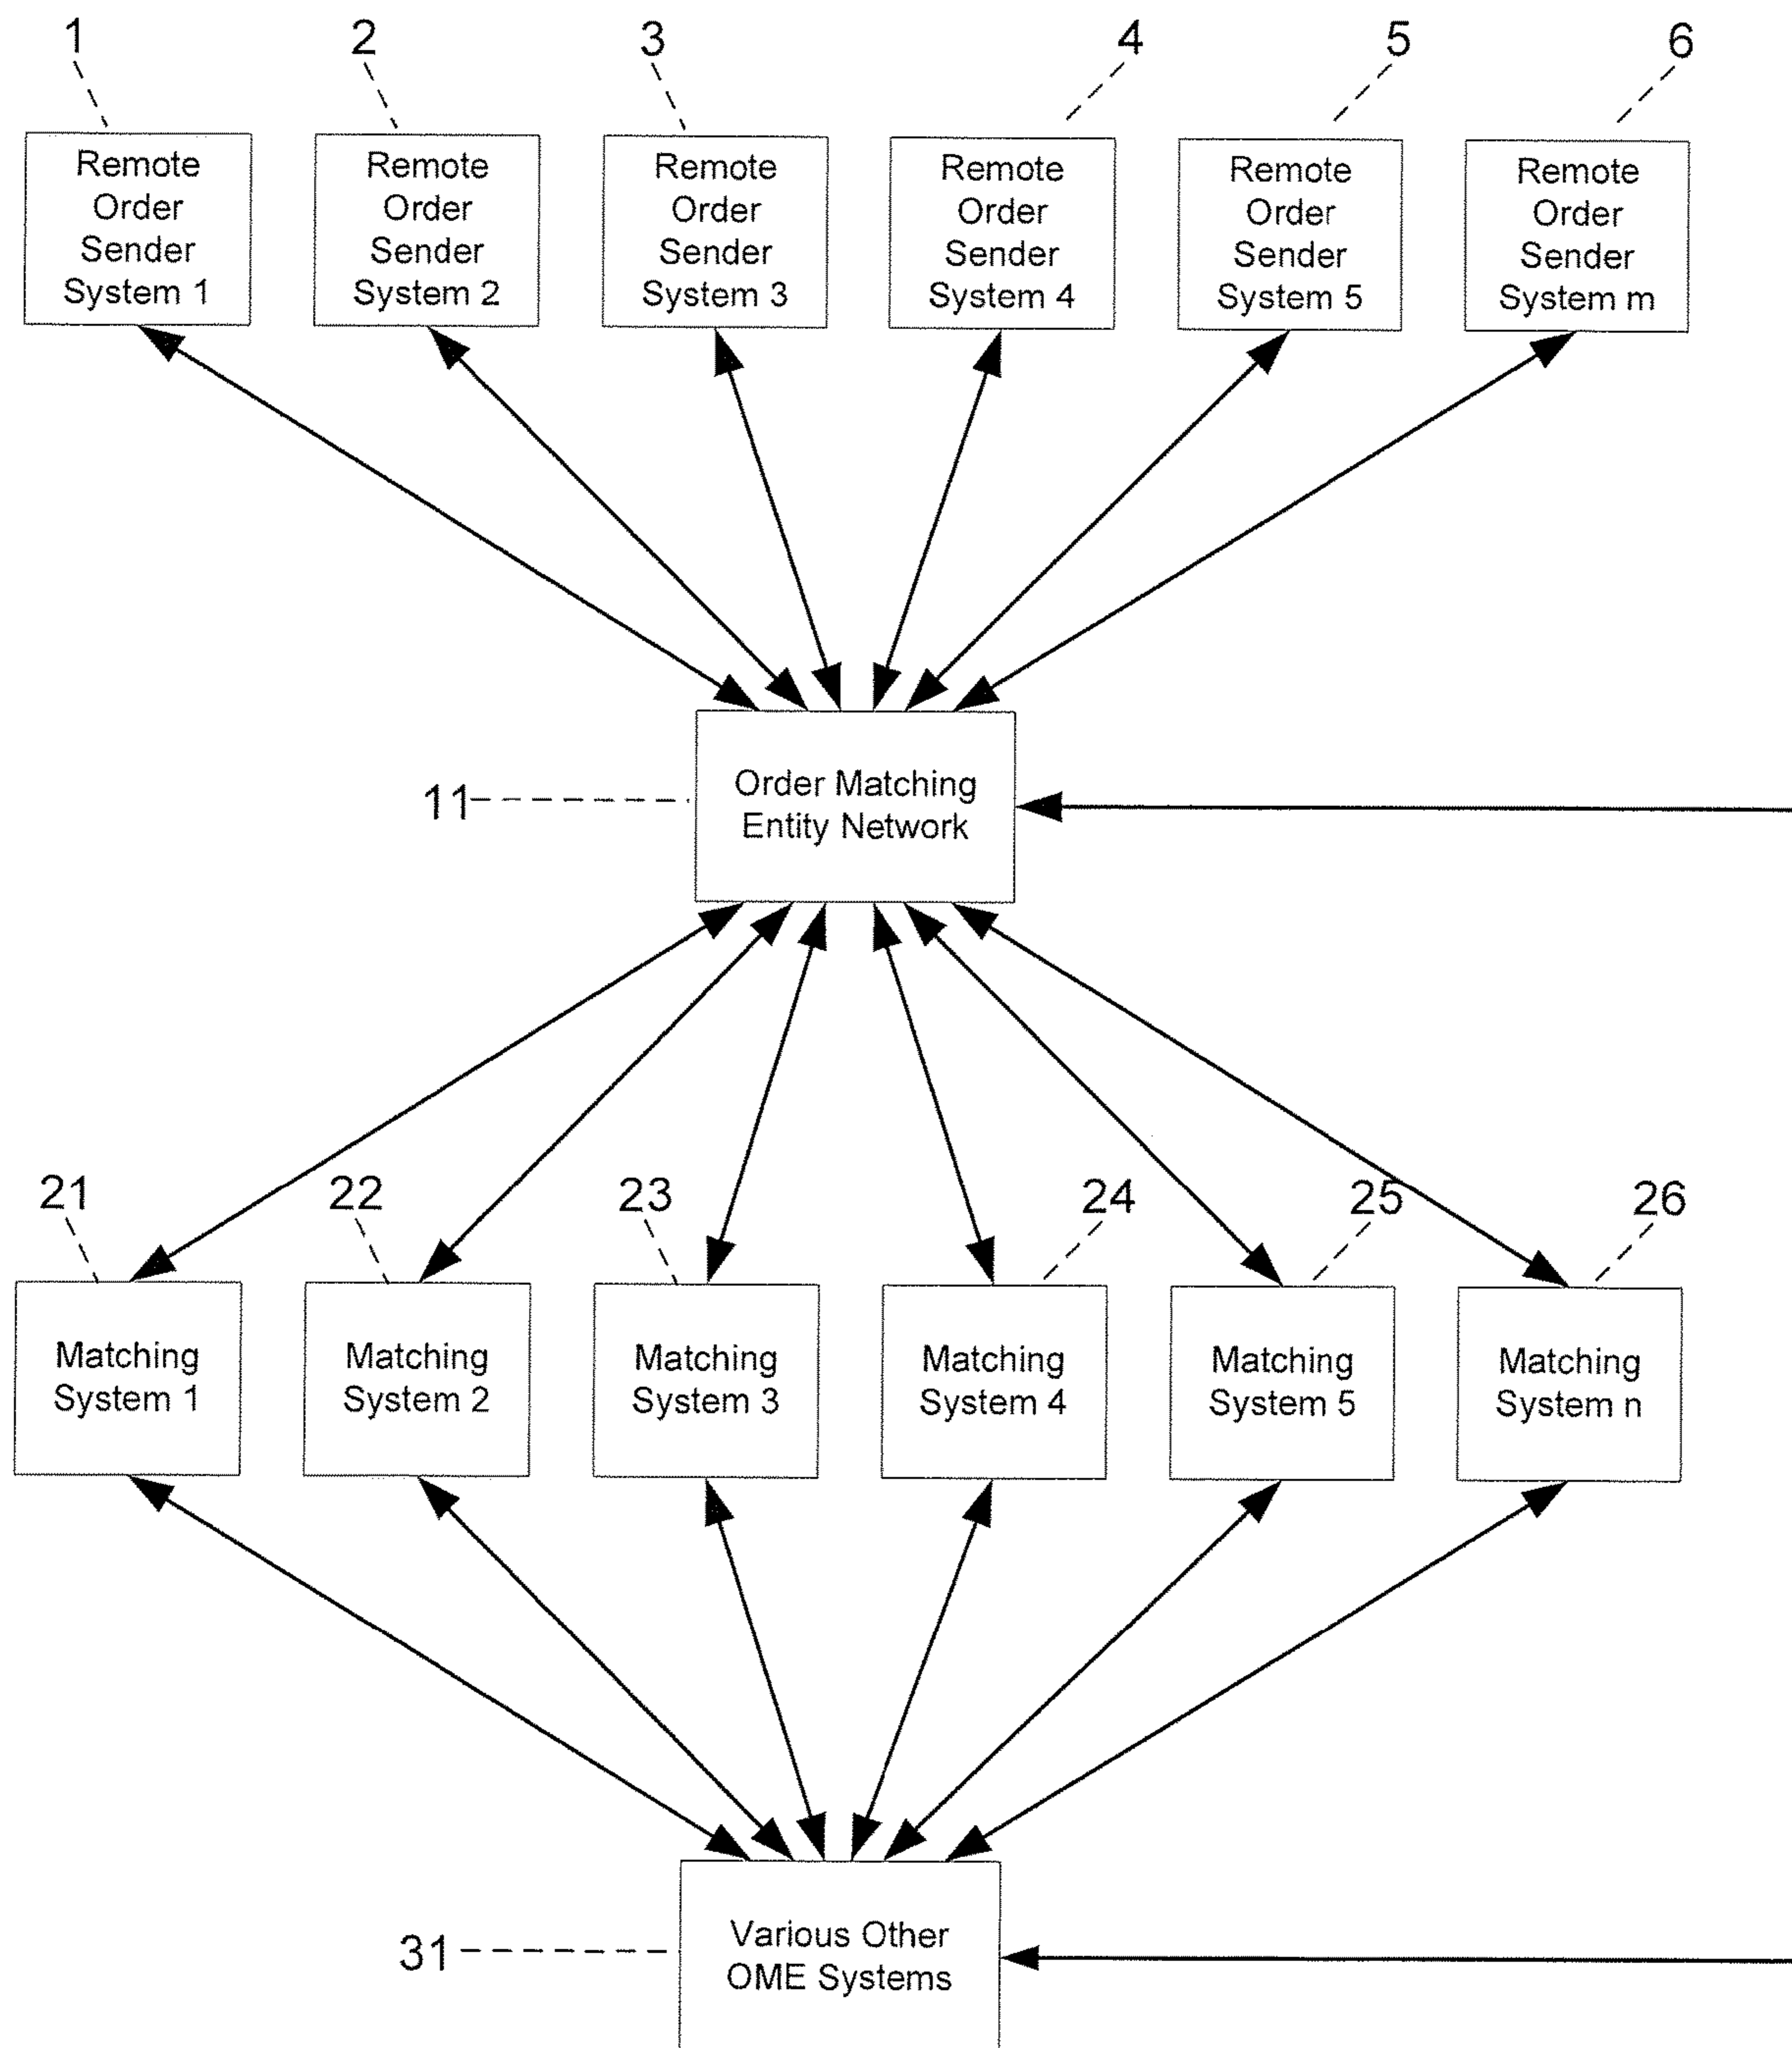 1 2 3 4 5 6
Remote
Order
Sender
System 1
Remote
Order
Sender
System 2
Remote
Order
Sender
System 3
Remote
Order
Sender
System 4
Remote
Order
Sender
System 5
Remote
Order
Sender
System m
11
Order Matching
Entity Network
21 22 23 24 25 26
Matching
System 1
Matching
System 2
Matching
System 3
Matching
System 4
Matching
System 5
Matching
System n
31
Various Other
OME Systems